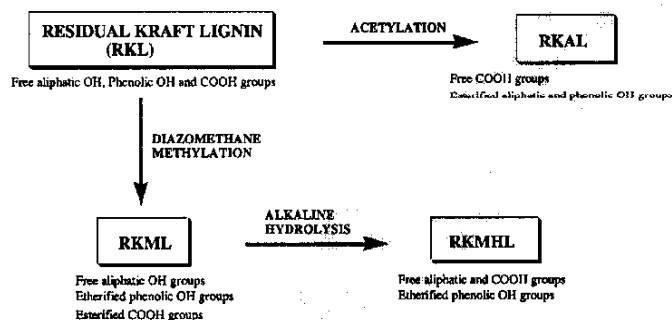 RESIDUAL KRAFT LIGNIN
(RKL)
ACETYLATION
RKAL
Free aliphatic OH, Phenolic OH and COOH groups
Free COOH groups
Esterified aliphatic and phenolic OH groups
DIAZOMETHANE
METHYLATION
RKML
ALKALINE
HYDROLYSIS
RKMHL
Free aliphatic OH groups
Etherified phenolic OH groups
Esterified COOH groups
Free aliphatic and COOH groups
Etherified phenolic OH groups